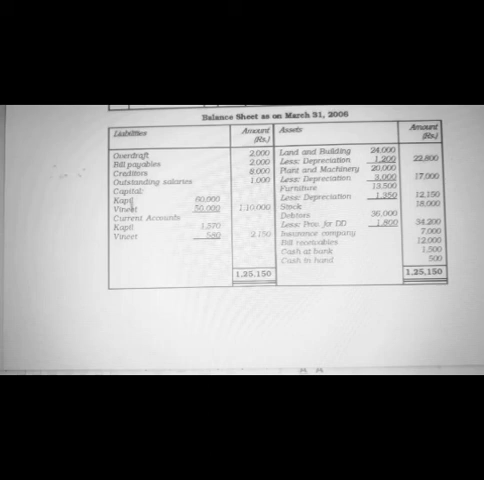 Balance Sheet as on March 31, 2006
Liabilities Amount (Rs.) Assets Amount (Rs.)
Overdraft 2,000 Land and Building 24,000
Bill payables 2,000 Less: Depreciation 1,200 22,800
Creditors 8,000 Plant and Machinery 20,000
Outstanding salaries 1,000 Less: Depreciation 3,000 17,000
Capital: Furniture 13,500
Kapil 60,000 Less: Depreciation 1,350 12,150
Vineet 50,000 1,10,000 Stock 18,000
Current Accounts Debtors 36,000
Kapil 1,570 Less: Prov. for DD 1,800 34,200
Vineet 580 2,150 Insurance company 7,000
Bill receivables 12,000
Cash at bank 1,500
Cash in hand 500
1,25,150 1,25,150